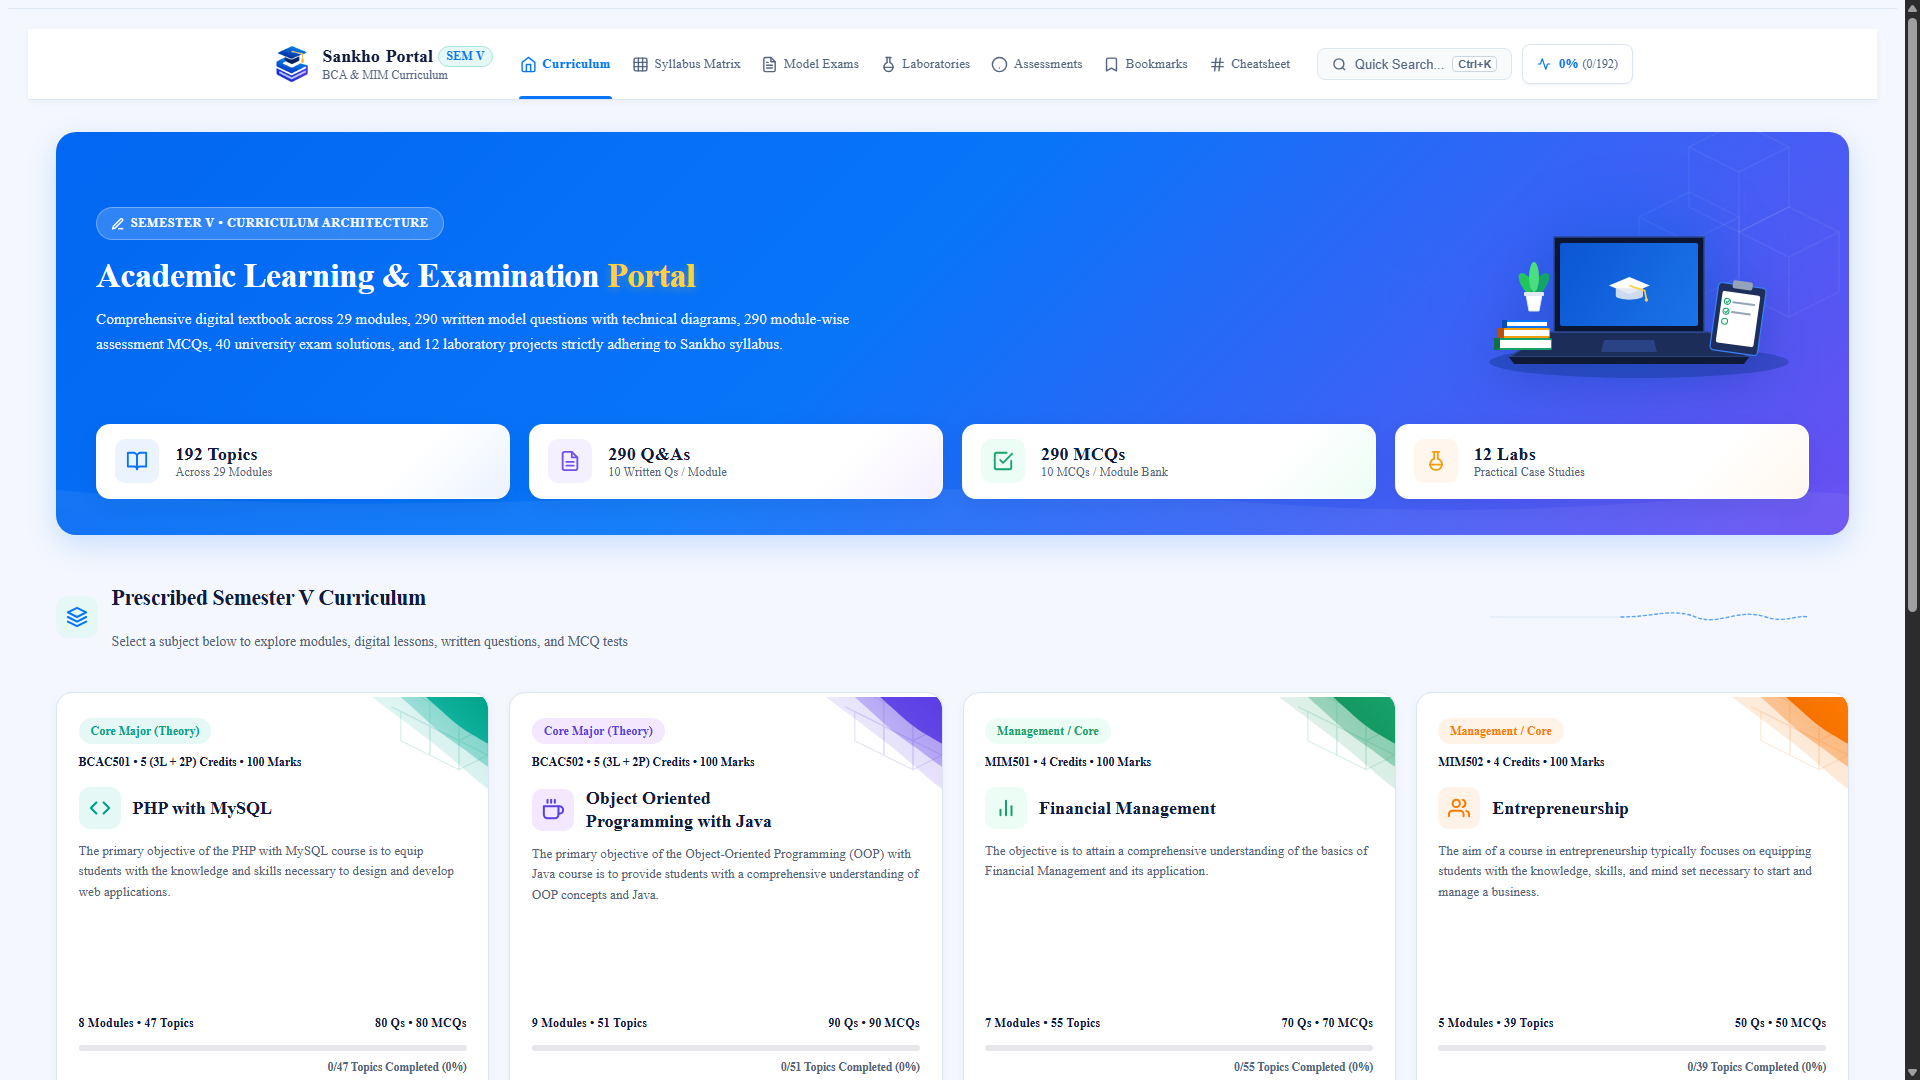 Sankho Portal SEM V
BCA & MIM Curriculum
Curriculum
Syllabus Matrix
Model Exams
Laboratories
Assessments
Bookmarks
Cheatsheet
Quick Search... Ctrl+K
0% (0/192)
SEMESTER V • CURRICULUM ARCHITECTURE
Academic Learning & Examination Portal
Comprehensive digital textbook across 29 modules, 290 written model questions with technical diagrams, 290 module-wise
assessment MCQs, 40 university exam solutions, and 12 laboratory projects strictly adhering to Sankho syllabus.
192 Topics
Across 29 Modules
290 Q&As
10 Written Qs / Module
290 MCQs
10 MCQs / Module Bank
12 Labs
Practical Case Studies
Prescribed Semester V Curriculum
Select a subject below to explore modules, digital lessons, written questions, and MCQ tests
Core Major (Theory)
BCAC501 • 5 (3L + 2P) Credits • 100 Marks
PHP with MySQL
The primary objective of the PHP with MySQL course is to equip
students with the knowledge and skills necessary to design and develop
web applications.
8 Modules • 47 Topics
80 Qs • 80 MCQs
0/47 Topics Completed (0%)
Core Major (Theory)
BCAC502 • 5 (3L + 2P) Credits • 100 Marks
Object Oriented
Programming with Java
The primary objective of the Object-Oriented Programming (OOP) with
Java course is to provide students with a comprehensive understanding of
OOP concepts and Java.
9 Modules • 51 Topics
90 Qs • 90 MCQs
0/51 Topics Completed (0%)
Management / Core
MIM501 • 4 Credits • 100 Marks
Financial Management
The objective is to attain a comprehensive understanding of the basics of
Financial Management and its application.
7 Modules • 55 Topics
70 Qs • 70 MCQs
0/55 Topics Completed (0%)
Management / Core
MIM502 • 4 Credits • 100 Marks
Entrepreneurship
The aim of a course in entrepreneurship typically focuses on equipping
students with the knowledge, skills, and mind set necessary to start and
manage a business.
5 Modules • 39 Topics
50 Qs • 50 MCQs
0/39 Topics Completed (0%)